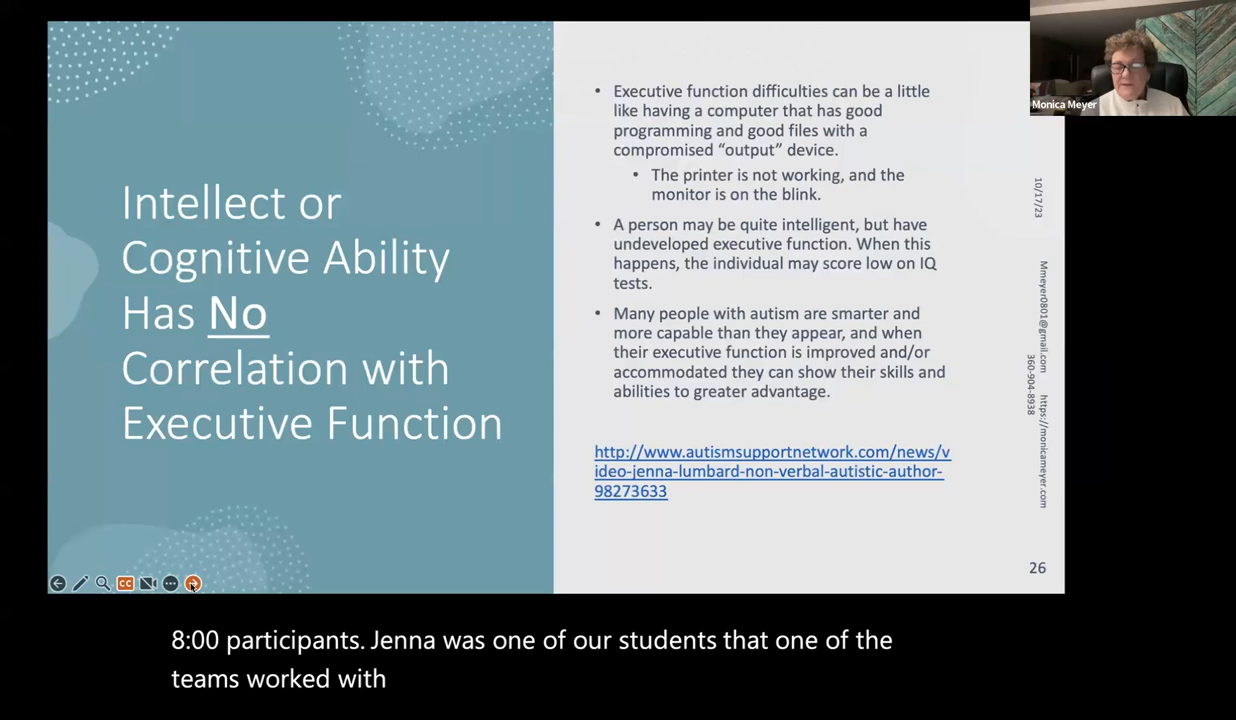 Intellect or
Cognitive Ability
Has No
Correlation with
Executive Function
• Executive function difficulties can be a little
like having a computer that has good
programming and good files with a
compromised “output” device.
• The printer is not working, and the
monitor is on the blink.
• A person may be quite intelligent, but have
undeveloped executive function. When this
happens, the individual may score low on IQ
tests.
• Many people with autism are smarter and
more capable than they appear, and when
their executive function is improved and/or
accommodated they can show their skills and
abilities to greater advantage.
http://www.autismsupportnetwork.com/news/v
ideo-jenna-lumbard-non-verbal-autistic-author-
98273633
10/17/23
Mmeyer0801@gmail.com https://monicameyer.com
360-904-8938
26
Monica Meyer
CC
8:00 participants. Jenna was one of our students that one of the
teams worked with